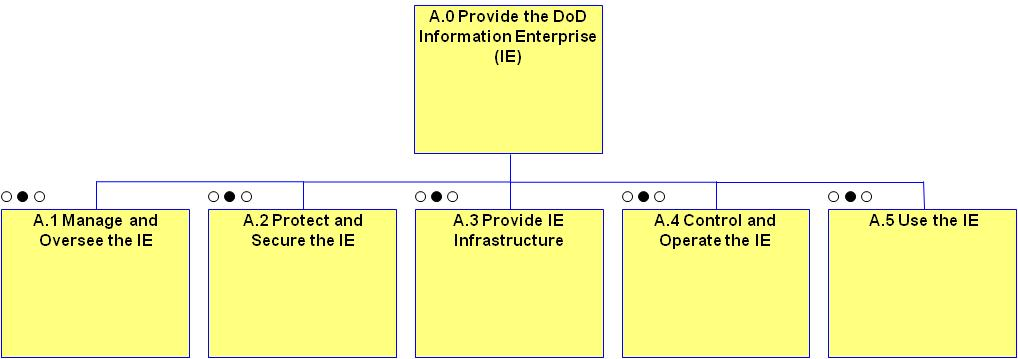 A.0 Provide the DoD
Information Enterprise
(IE)
A.1 Manage and
Oversee the IE
A.2 Protect and
Secure the IE
A.3 Provide IE
Infrastructure
A.4 Control and
Operate the IE
A.5 Use the IE